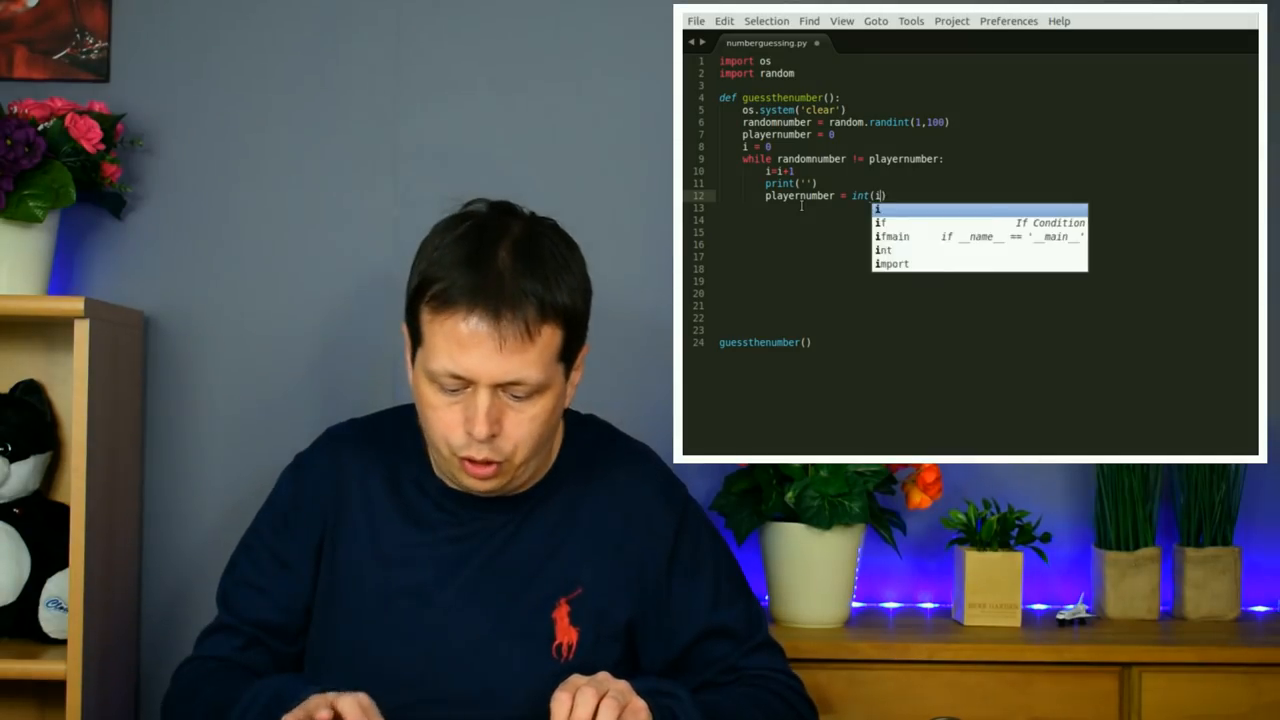 File Edit Selection Find View Goto Tools Project Preferences Help
numberguessing.py
1 import os
2 import random
3
4 def guessthenumber():
5 os.system('clear')
6 randomnumber = random.randint(1,100)
7 playernumber = 0
8 i = 0
9 while randomnumber != playernumber:
10 i=i+1
11 print('')
12 playernumber = int(i)
13 i
14 if If Condition
15 ifmain if __name__ == '__main__'
16 int
17 import
18
19
20
21
22
23
24 guessthenumber()
HERB GARDEN